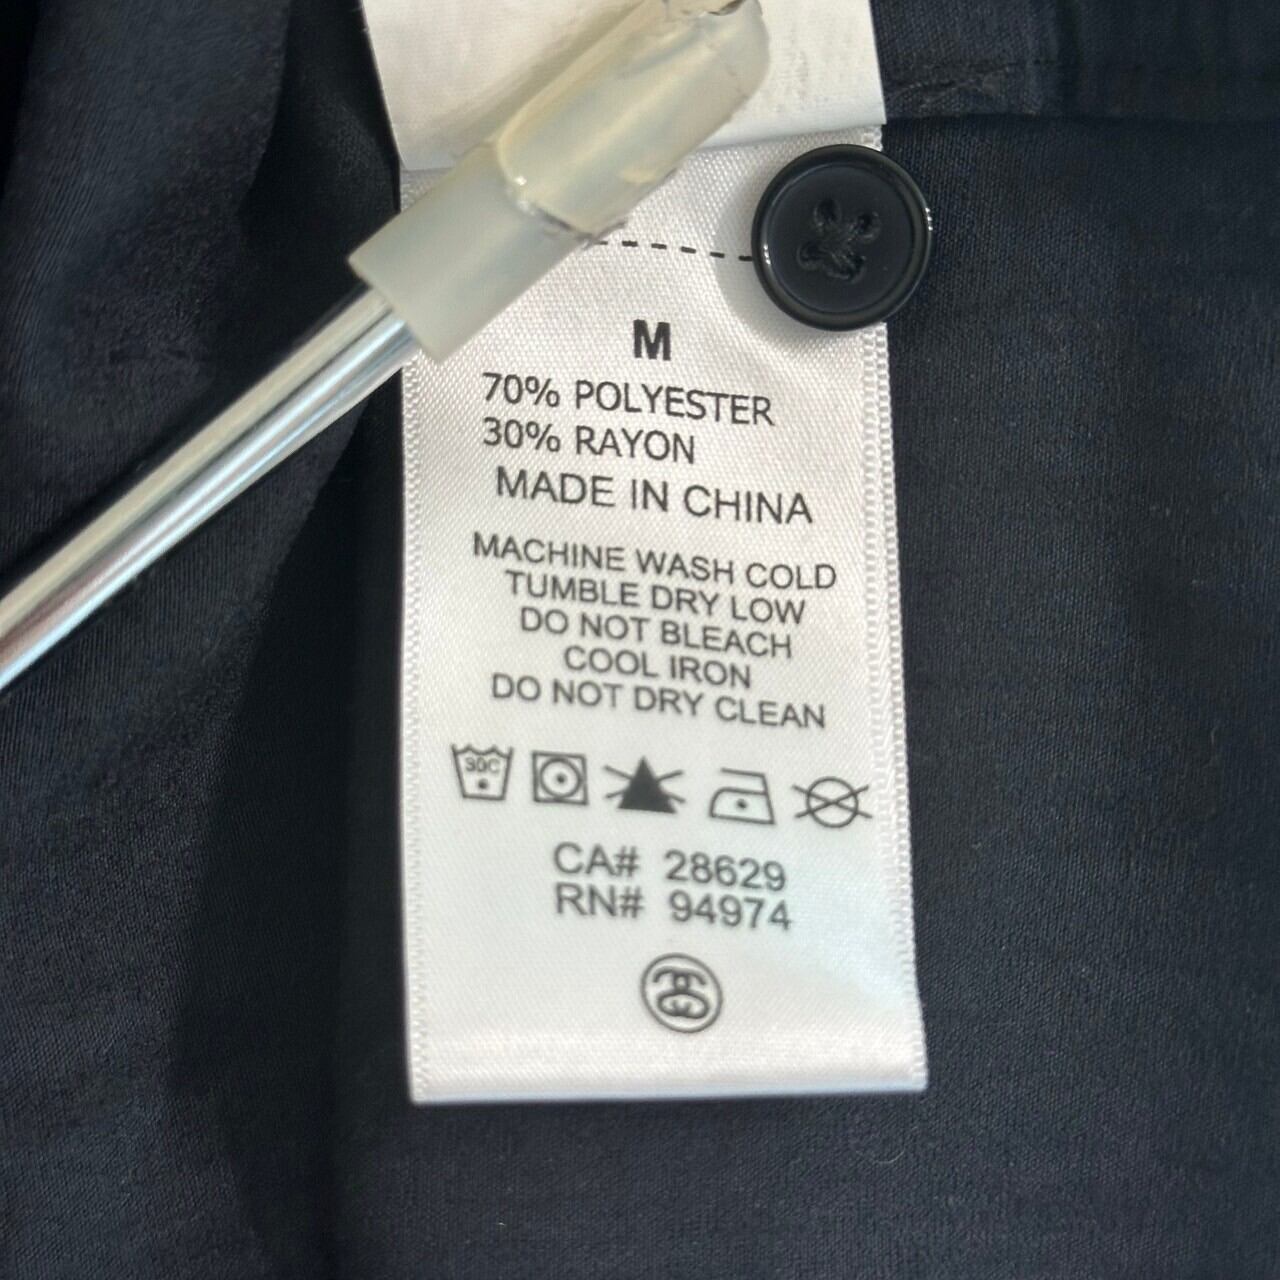 M
70% POLYESTER
30% RAYON
MADE IN CHINA
MACHINE WASH COLD
TUMBLE DRY LOW
DO NOT BLEACH
COOL IRON
DO NOT DRY CLEAN
30C
CA# 28629
RN# 94974